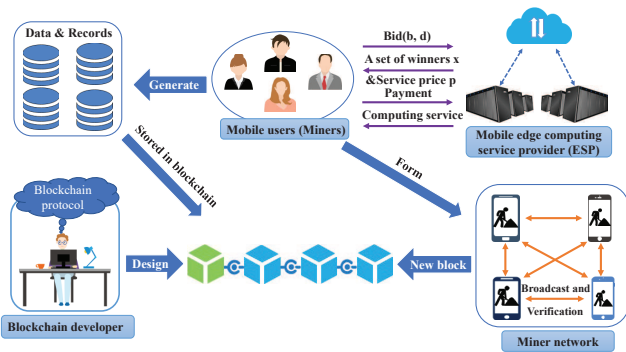 Data & Records
Generate
Mobile users (Miners)
Bid(b, d)
A set of winners x
&Service price p
Payment
Computing service
Mobile edge computing
service provider (ESP)
Stored in blockchain
Form
Blockchain
protocol
Design
New block
Broadcast and
Verification
Blockchain developer
Miner network